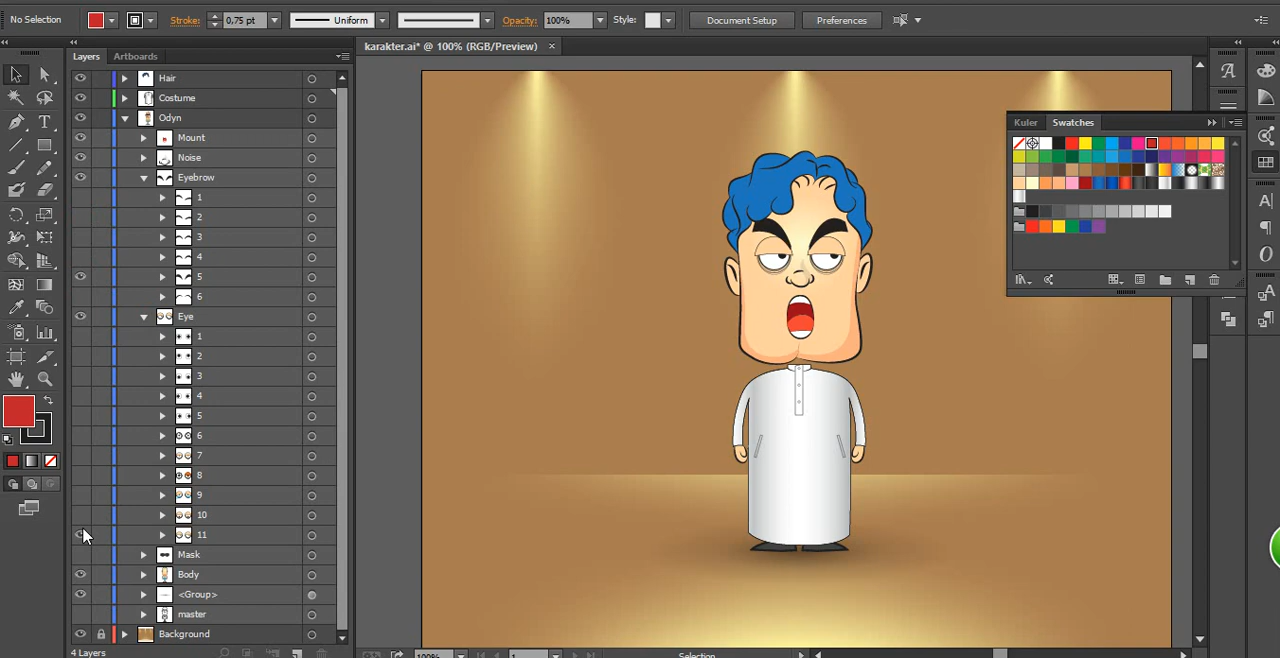 No Selection Stroke: 0,75 pt Uniform Opacity: 100% Style: Document Setup Preferences
Layers Artboards
karakter.ai* @ 100% (RGB/Preview) ×
Hair
Costume
Odyn
Mount
Noise
Eyebrow
1
2
3
4
5
6
Eye
1
2
3
4
5
6
7
8
9
10
11
Mask
Body
<Group>
master
Background
4 Layers
Kuler Swatches
100% 1 Selection